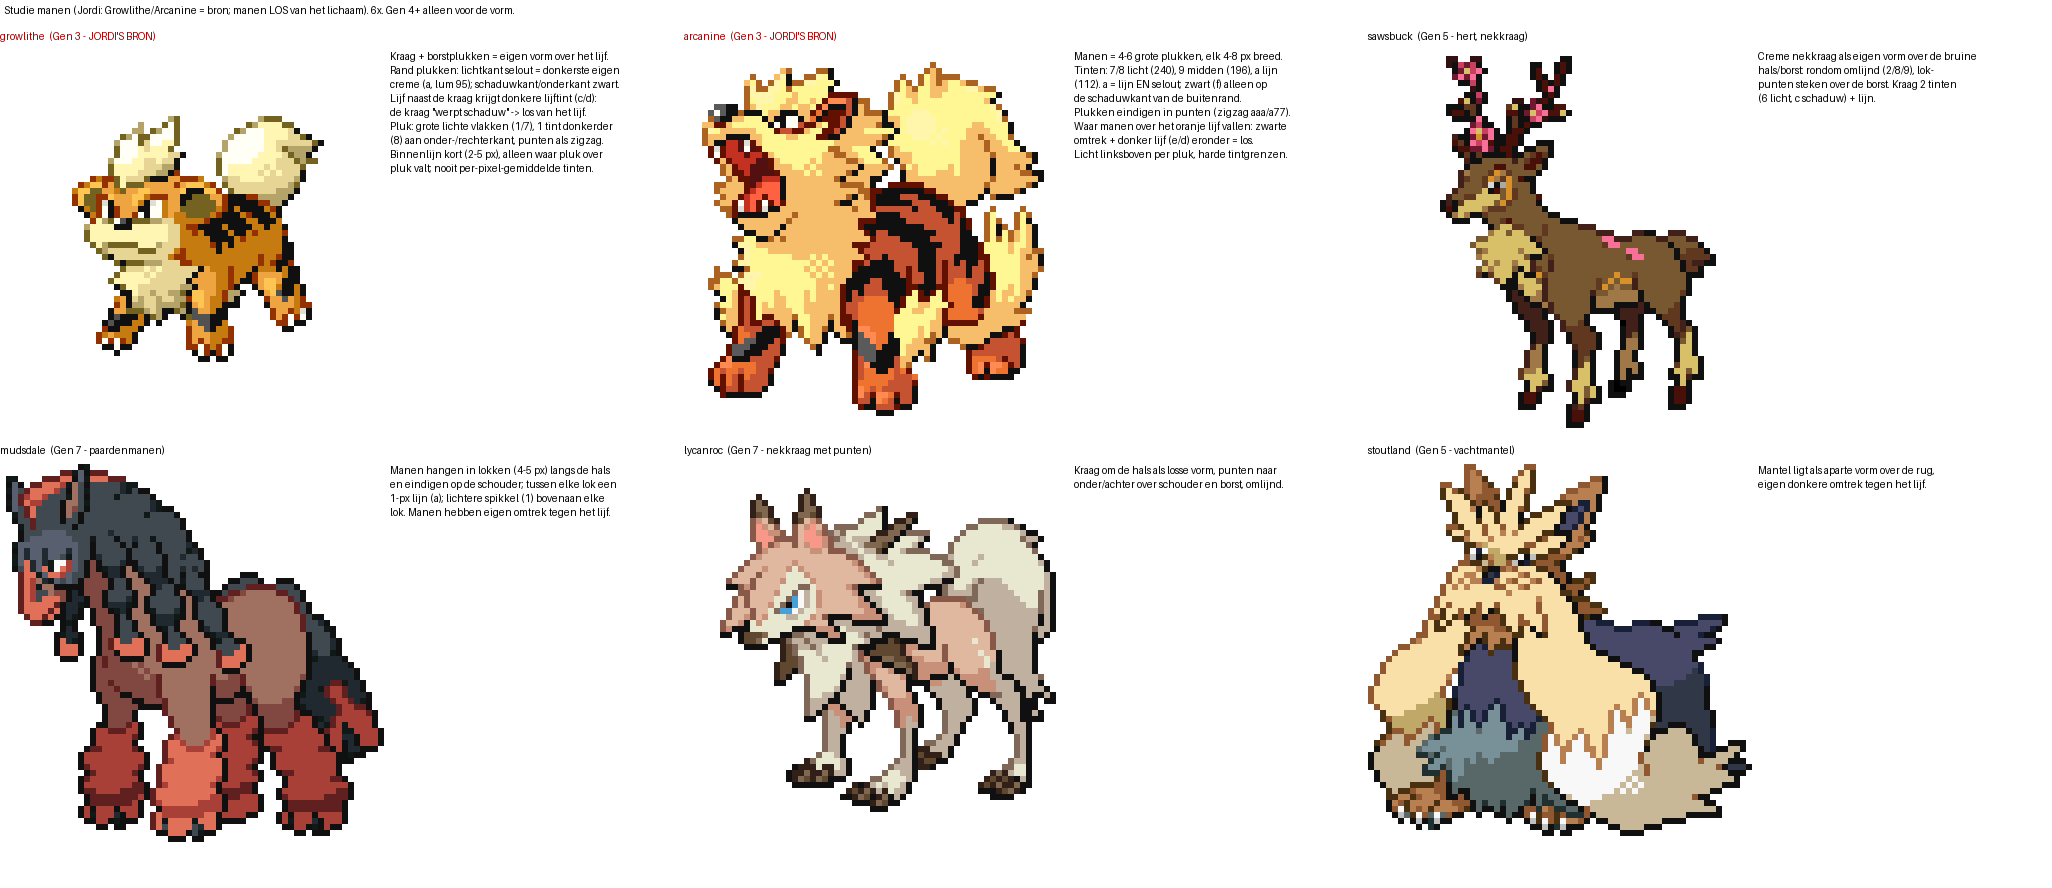 Studie manen (Jordi: Growlithe/Arcanine = bron; manen LOS van het lichaam). 6x. Gen 4+ alleen voor de vorm.
growlithe (Gen 3 - JORDI'S BRON)
Kraag + borstplukken = eigen vorm over het lijf.
Rand plukken: lichtkant selout = donkerste eigen
creme (a, lum 95); schaduwkant/onderkant zwart.
Lijf naast de kraag krijgt donkere lijftint (c/d):
de kraag "werpt schaduw" -> los van het lijf.
Pluk: grote lichte vlakken (1/7), 1 tint donkerder
(8) aan onder-/rechterkant, punten als zigzag.
Binnenlijn kort (2-5 px), alleen waar pluk over
pluk valt; nooit per-pixel-gemiddelde tinten.
arcanine (Gen 3 - JORDI'S BRON)
Manen = 4-6 grote plukken, elk 4-8 px breed.
Tinten: 7/8 licht (240), 9 midden (196), a lijn
(112). a = lijn EN selout; zwart (f) alleen op
de schaduwkant van de buitenrand.
Plukken eindigen in punten (zigzag aaa/a77).
Waar manen over het oranje lijf vallen: zwarte
omtrek + donker lijf (e/d) eronder = los.
Licht linksboven per pluk, harde tintgrenzen.
sawsbuck (Gen 5 - hert, nekkraag)
Creme nekkraag als eigen vorm over de bruine
hals/borst: rondom omlijnd (2/8/9), lok-
punten steken over de borst. Kraag 2 tinten
(6 licht, c schaduw) + lijn.
mudsdale (Gen 7 - paardenmanen)
Manen hangen in lokken (4-5 px) langs de hals
en eindigen op de schouder; tussen elke lok een
1-px lijn (a); lichtere spikkel (1) bovenaan elke
lok. Manen hebben eigen omtrek tegen het lijf.
lycanroc (Gen 7 - nekkraag met punten)
Kraag om de hals als losse vorm, punten naar
onder/achter over schouder en borst, omlijnd.
stoutland (Gen 5 - vachtmantel)
Mantel ligt als aparte vorm over de rug,
eigen donkere omtrek tegen het lijf.